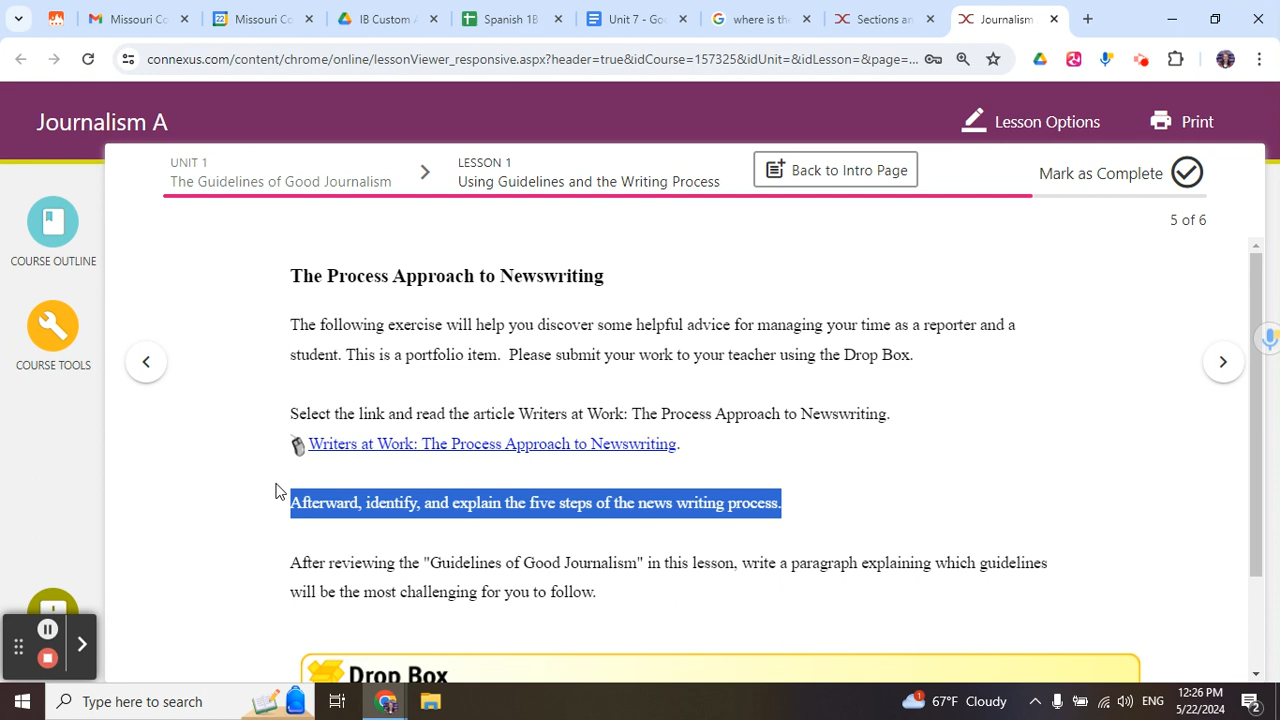 Missouri Co
Missouri Co
IB Custom
Spanish 1B
Unit 7 - Goo
where is the
Sections an
Journalism
connexus.com/content/chrome/online/lessonViewer_responsive.aspx?header=true&idCourse=157325&idUnit=&idLesson=&page=...
Journalism A
Lesson Options
Print
UNIT 1
The Guidelines of Good Journalism
LESSON 1
Using Guidelines and the Writing Process
Back to Intro Page
Mark as Complete
5 of 6
COURSE OUTLINE
COURSE TOOLS
The Process Approach to Newswriting
The following exercise will help you discover some helpful advice for managing your time as a reporter and a
student. This is a portfolio item. Please submit your work to your teacher using the Drop Box.
Select the link and read the article Writers at Work: The Process Approach to Newswriting.
Writers at Work: The Process Approach to Newswriting.
Afterward, identify, and explain the five steps of the news writing process.
After reviewing the "Guidelines of Good Journalism" in this lesson, write a paragraph explaining which guidelines
will be the most challenging for you to follow.
Drop Box
Type here to search
1
67°F Cloudy
ENG
12:26 PM
5/22/2024
2